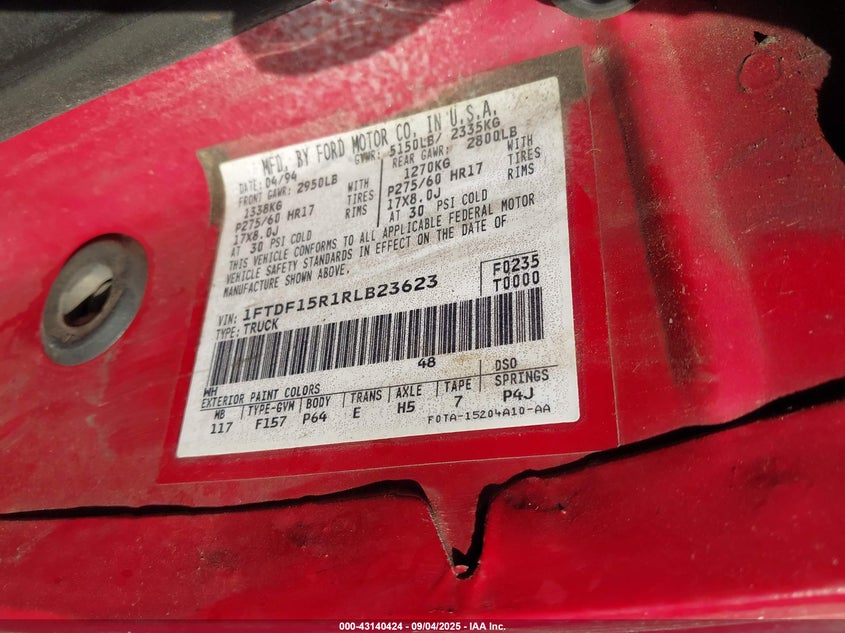 MFD. BY FORD MOTOR CO. IN U.S.A.
DATE: 04/94 GVWR: 5150LB/ 2335KG
FRONT GAWR: 2950LB REAR GAWR: 2800LB
1338KG WITH 1270KG WITH
P275/60 HR17 TIRES P275/60 HR17 TIRES
17X8.0J RIMS 17X8.0J RIMS
AT 30 PSI COLD AT 30 PSI COLD
THIS VEHICLE CONFORMS TO ALL APPLICABLE FEDERAL MOTOR
VEHICLE SAFETY STANDARDS IN EFFECT ON THE DATE OF
MANUFACTURE SHOWN ABOVE.
VIN: 1FTDF15R1RLB23623 F0235
TYPE: TRUCK T0000
WH 48
EXTERIOR PAINT COLORS DSO
WB TYPE-GVW BODY TRANS AXLE TAPE SPRINGS
117 F157 P64 E H5 7 P4J
F0TA-15204A10-AA
000-43140424 - 09/04/2025 - IAA Inc.